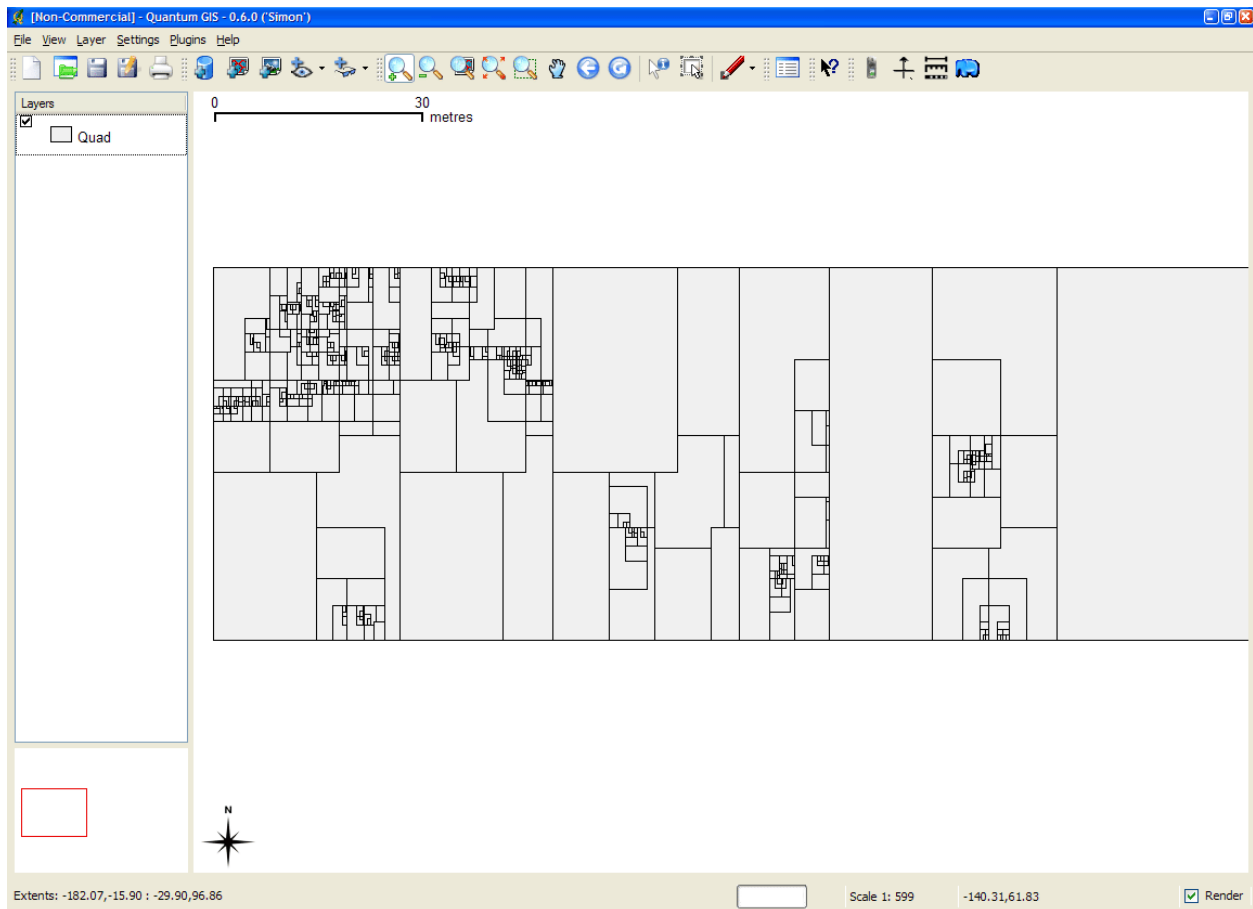 [Non-Commercial] - Quantum GIS - 0.6.0 ('Simon')
File View Layer Settings Plugins Help
Layers
Quad
0 30
metres
N
Extents: -182.07,-15.90 : -29.90,96.86
Scale 1: 599
-140.31,61.83
Render